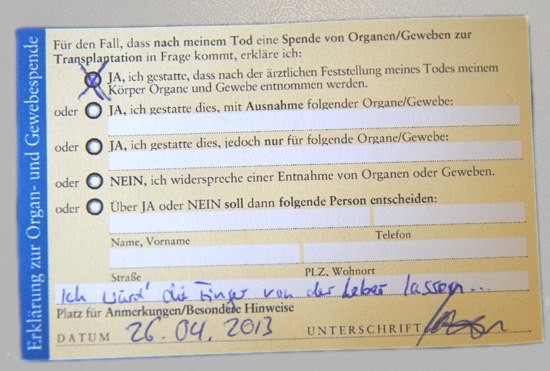 Erklärung zur Organ- und Gewebespende
Für den Fall, dass nach meinem Tod eine Spende von Organen/Geweben zur
Transplantation in Frage kommt, erkläre ich:
JA, ich gestatte, dass nach der ärztlichen Feststellung meines Todes meinem
Körper Organe und Gewebe entnommen werden.
oder JA, ich gestatte dies, mit Ausnahme folgender Organe/Gewebe:
oder JA, ich gestatte dies, jedoch nur für folgende Organe/Gewebe:
oder NEIN, ich widerspreche einer Entnahme von Organen oder Geweben.
oder Über JA oder NEIN soll dann folgende Person entscheiden:
Name, Vorname Telefon
Straße PLZ, Wohnort
Ich würd' die Finger von der Leber lassen...
Platz für Anmerkungen/Besondere Hinweise
DATUM 26.04.2013 UNTERSCHRIFT